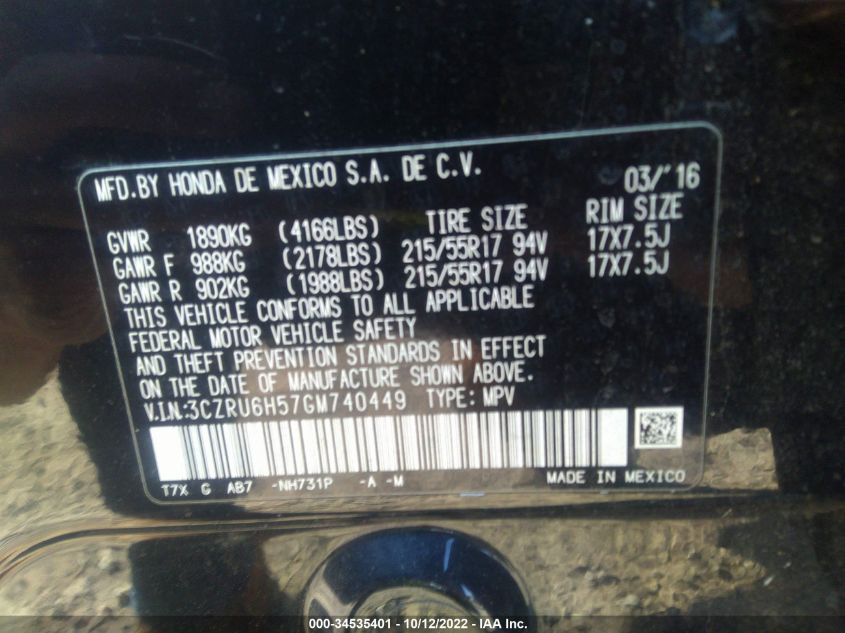 MFD.BY HONDA DE MEXICO S.A. DE C.V. 03/'16
GVWR 1890KG (4166LBS) TIRE SIZE RIM SIZE
GAWR F 988KG (2178LBS) 215/55R17 94V 17X7.5J
GAWR R 902KG (1988LBS) 215/55R17 94V 17X7.5J
THIS VEHICLE CONFORMS TO ALL APPLICABLE
FEDERAL MOTOR VEHICLE SAFETY
AND THEFT PREVENTION STANDARDS IN EFFECT
ON THE DATE OF MANUFACTURE SHOWN ABOVE.
V.I.N:3CZRU6H57GM740449 TYPE: MPV
T7X G AB7 -NH731P -A -M MADE IN MEXICO
000-34535401 - 10/12/2022 - IAA Inc.